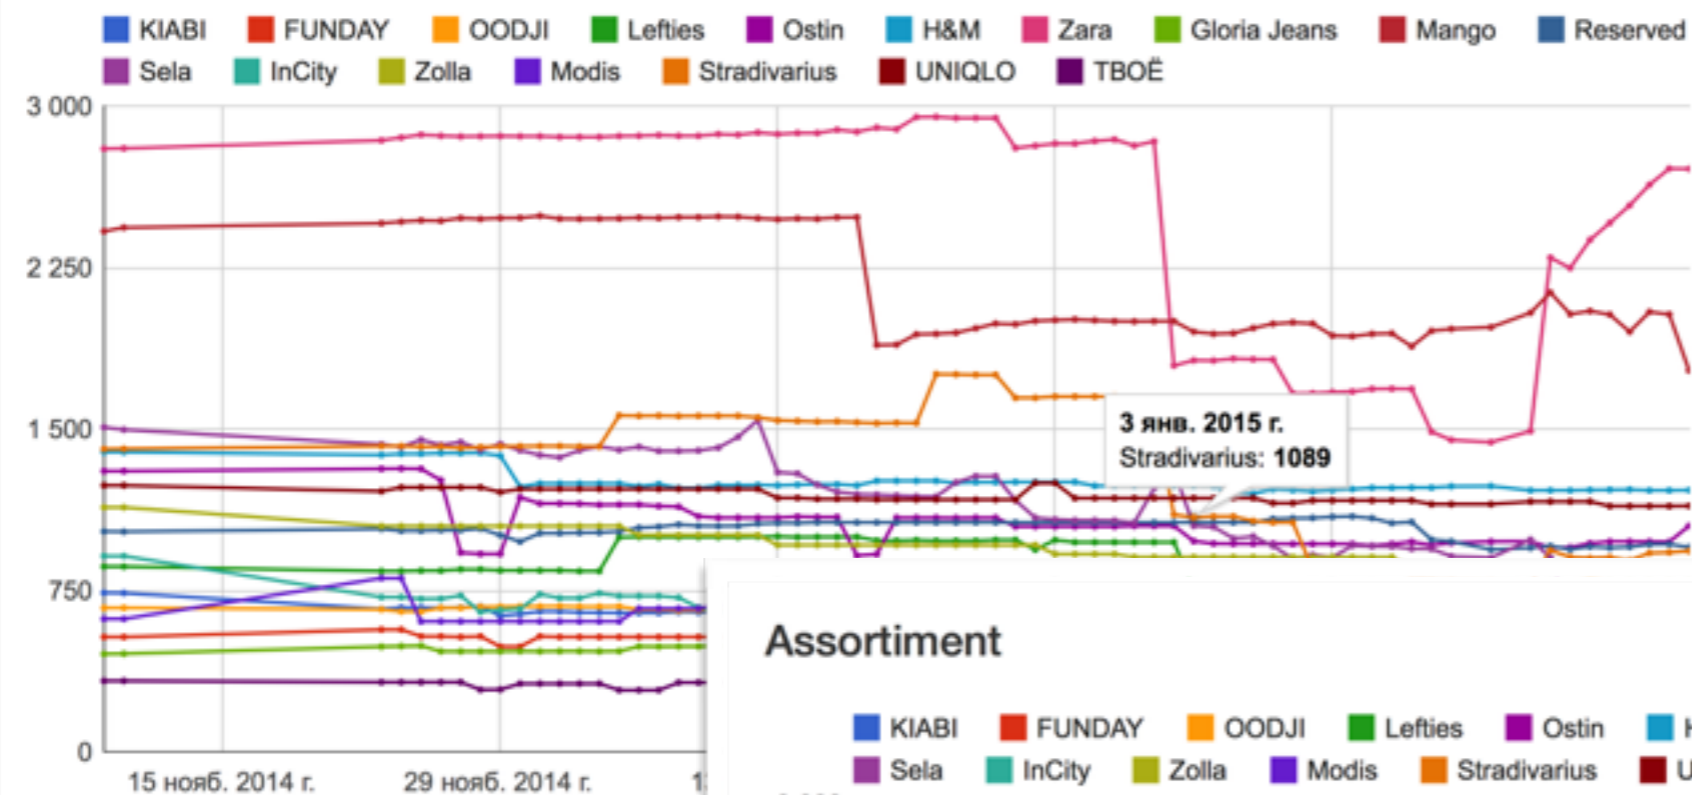 KIABI FUNDAY OODJI Lefties Ostin H&M Zara Gloria Jeans Mango Reserved
Sela InCity Zolla Modis Stradivarius UNIQLO ТВОЁ
3 000
2 250
1 500
3 янв. 2015 г.
Stradivarius: 1089
750
0
15 нояб. 2014 г. 29 нояб. 2014 г.
Assortiment
KIABI FUNDAY OODJI Lefties Ostin
Sela InCity Zolla Modis Stradivarius